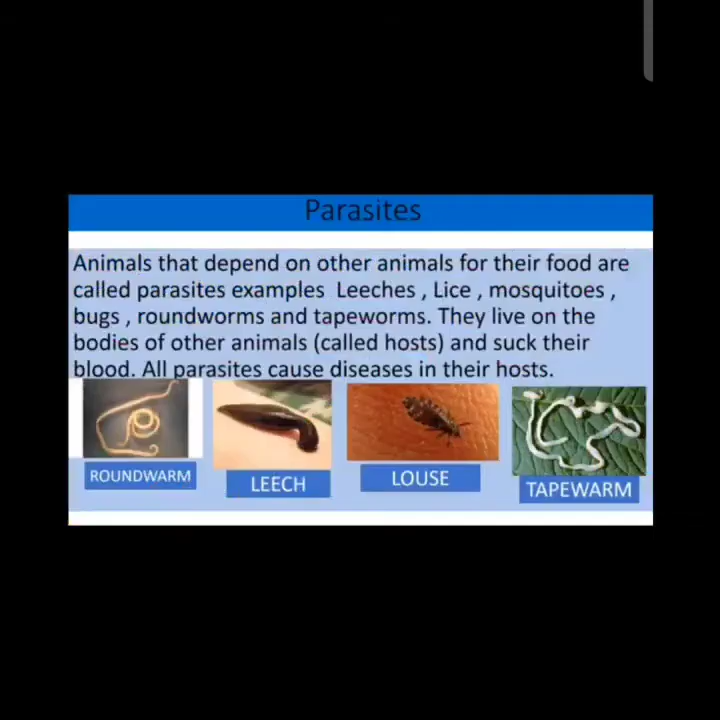 Parasites
Animals that depend on other animals for their food are
called parasites examples Leeches , Lice , mosquitoes ,
bugs , roundworms and tapeworms. They live on the
bodies of other animals (called hosts) and suck their
blood. All parasites cause diseases in their hosts.
ROUNDWARM
LEECH
LOUSE
TAPEWARM